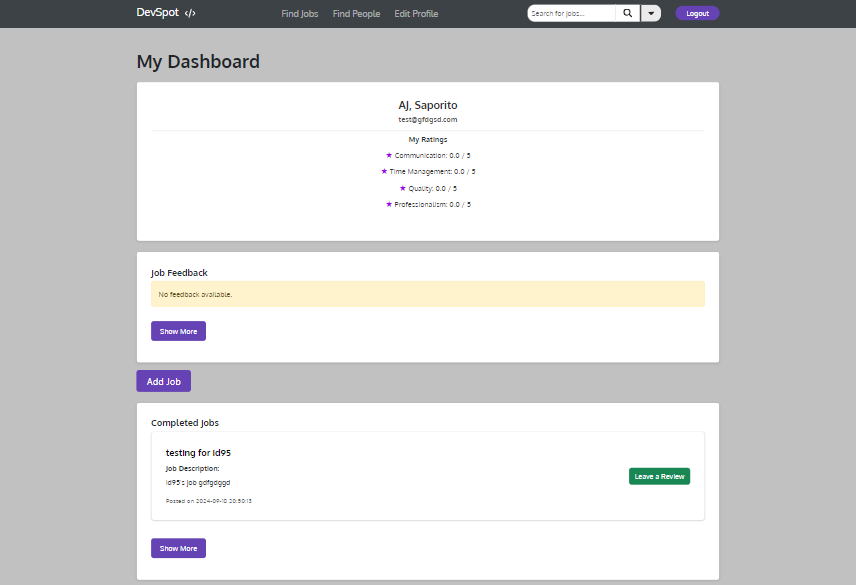 DevSpot </>
Find Jobs
Find People
Edit Profile
Search for jobs...
Logout
My Dashboard
AJ, Saporito
test@gfdgsd.com
My Ratings
★ Communication: 0.0 / 5
★ Time Management: 0.0 / 5
★ Quality: 0.0 / 5
★ Professionalism: 0.0 / 5
Job Feedback
No feedback available.
Show More
Add Job
Completed Jobs
testing for id95
Job Description:
id95's job gdfgdggd
Leave a Review
Posted on 2024-09-10 20:50:13
Show More